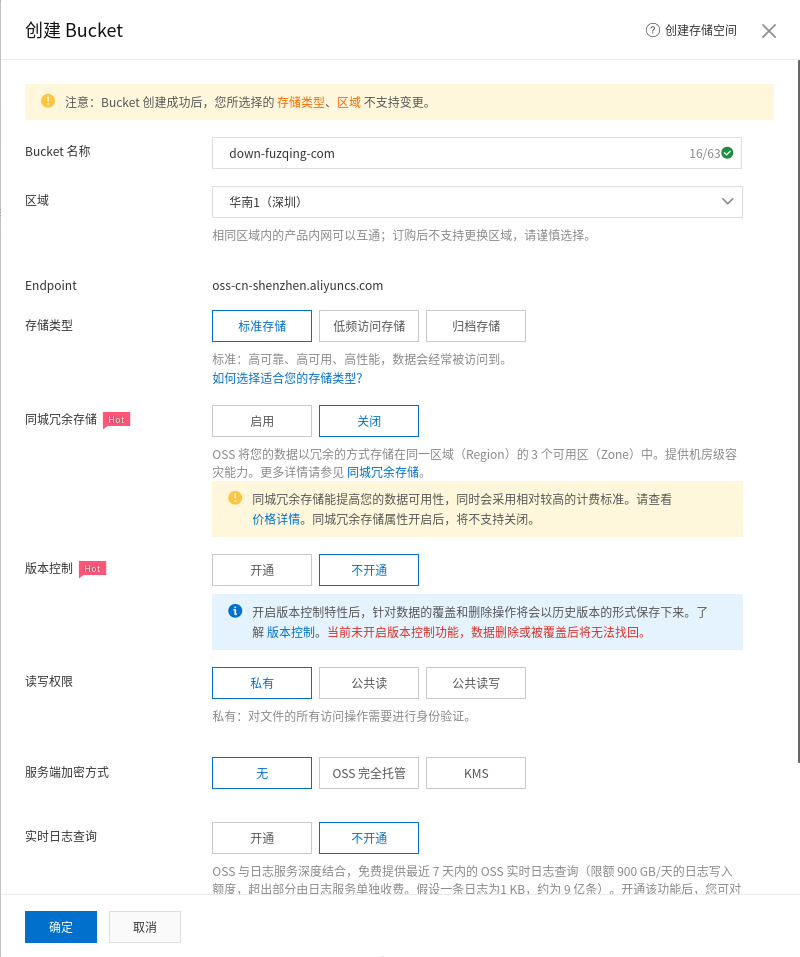 创建 Bucket
创建存储空间
注意：Bucket 创建成功后，您所选择的 存储类型、区域 不支持变更。
Bucket 名称
down-fuzqing-com
16/63
区域
华南1（深圳）
相同区域内的产品内网可以互通；订购后不支持更换区域，请谨慎选择。
Endpoint
oss-cn-shenzhen.aliyuncs.com
存储类型
标准存储 低频访问存储 归档存储
标准：高可靠、高可用、高性能，数据会经常被访问到。
如何选择适合您的存储类型？
同城冗余存储 Hot
启用 关闭
OSS 将您的数据以冗余的方式存储在同一区域（Region）的 3 个可用区（Zone）中。提供机房级容
灾能力。更多详情请参见 同城冗余存储。
同城冗余存储能提高您的数据可用性，同时会采用相对较高的计费标准。请查看
价格详情。同城冗余存储属性开启后，将不支持关闭。
版本控制 Hot
开通 不开通
开启版本控制特性后，针对数据的覆盖和删除操作将会以历史版本的形式保存下来。了
解 版本控制。当前未开启版本控制功能，数据删除或被覆盖后将无法找回。
读写权限
私有 公共读 公共读写
私有：对文件的所有访问操作需要进行身份验证。
服务端加密方式
无 OSS 完全托管 KMS
实时日志查询
开通 不开通
OSS 与日志服务深度结合，免费提供最近 7 天内的 OSS 实时日志查询（限额 900 GB/天的日志写入
额度，超出部分由日志服务单独收费。假设一条日志为1 KB，约为 9 亿条）。开通该功能后，您可对
确定 取消